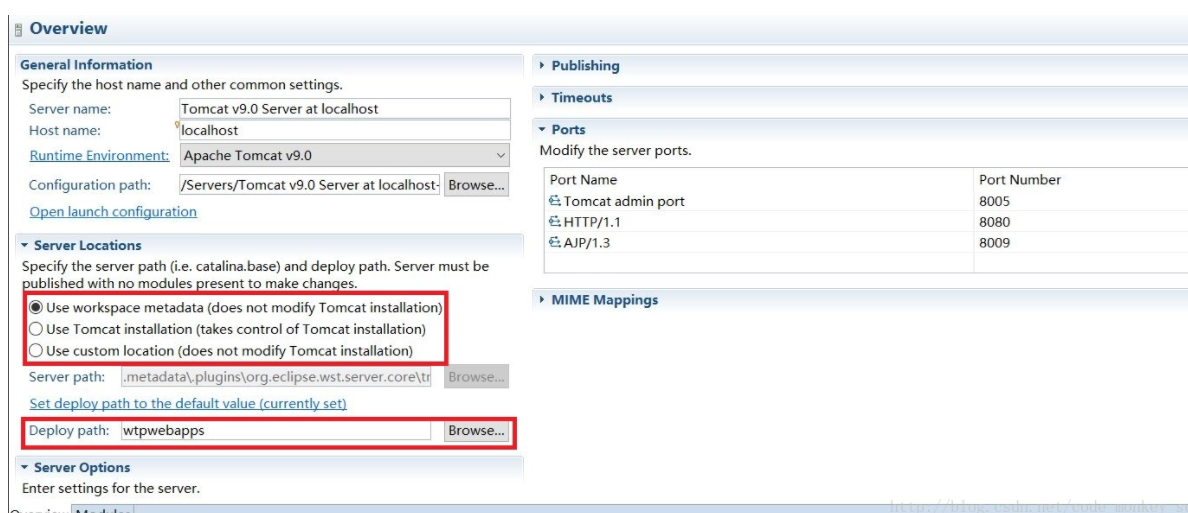 Overview
General Information
Specify the host name and other common settings.
Server name: Tomcat v9.0 Server at localhost
Host name: localhost
Runtime Environment: Apache Tomcat v9.0
Configuration path: /Servers/Tomcat v9.0 Server at localhost- Browse...
Open launch configuration
Server Locations
Specify the server path (i.e. catalina.base) and deploy path. Server must be
published with no modules present to make changes.
Use workspace metadata (does not modify Tomcat installation)
Use Tomcat installation (takes control of Tomcat installation)
Use custom location (does not modify Tomcat installation)
Server path: .metadata\.plugins\org.eclipse.wst.server.core\tr Browse...
Set deploy path to the default value (currently set)
Deploy path: wtpwebapps Browse...
Server Options
Enter settings for the server.
Overview Modules
Publishing
Timeouts
Ports
Modify the server ports.
Port Name Port Number
Tomcat admin port 8005
HTTP/1.1 8080
AJP/1.3 8009
MIME Mappings
http://blog.csdn.net/code_monkey_s